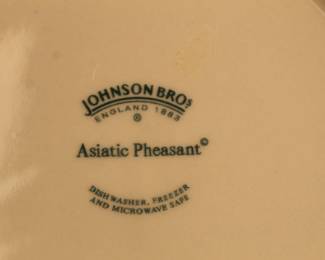 JOHNSON BROS
ENGLAND 1883
®
Asiatic Pheasant©
DISHWASHER, FREEZER
AND MICROWAVE SAFE